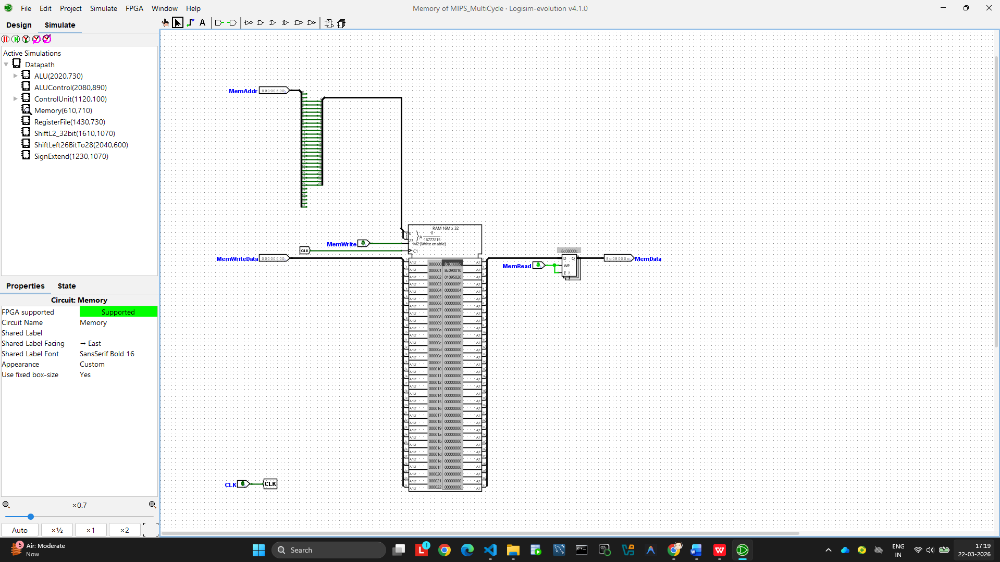 File Edit Project Simulate FPGA Window Help
Memory of MIPS_MultiCycle · Logisim-evolution v4.1.0
Design Simulate
Active Simulations
Datapath
ALU(2020,730)
ALUControl(2080,890)
ControlUnit(1120,100)
Memory(610,710)
RegisterFile(1430,730)
ShiftL2_32bit(1610,1070)
ShiftLeft26BitTo28(2040,600)
SignExtend(1230,1070)
Properties State
Circuit: Memory
FPGA supported Supported
Circuit Name Memory
Shared Label
Shared Label Facing → East
Shared Label Font SansSerif Bold 16
Appearance Custom
Use fixed box-size Yes
×0.7
Auto ×½ ×1 ×2
MemAddr
RAM 16M x 32
0
0
A
23
16777215
MemWrite
M2 [Write enable]
CLK
C1
MemWriteData
8c08000c
D Q
MemData
MemRead
WE
E R
000000 8c08000c
000001 8c090010
000002 01095020
000003 0000000f
000004 00000004
000005 00000000
000006 00000000
000007 00000000
000008 00000000
000009 00000000
00000a 00000000
00000b 00000000
00000c 00000000
00000d 00000000
00000e 00000000
00000f 00000000
000010 00000000
000011 00000000
000012 00000000
000013 00000000
000014 00000000
000015 00000000
000016 00000000
000017 00000000
000018 00000000
000019 00000000
00001a 00000000
00001b 00000000
00001c 00000000
00001d 00000000
00001e 00000000
00001f 00000000
000020 00000000
000021 00000000
000022 00000000
CLK CLK
5
Air: Moderate
Now
Search
L 1
ENG
IN
17:19
22-03-2026